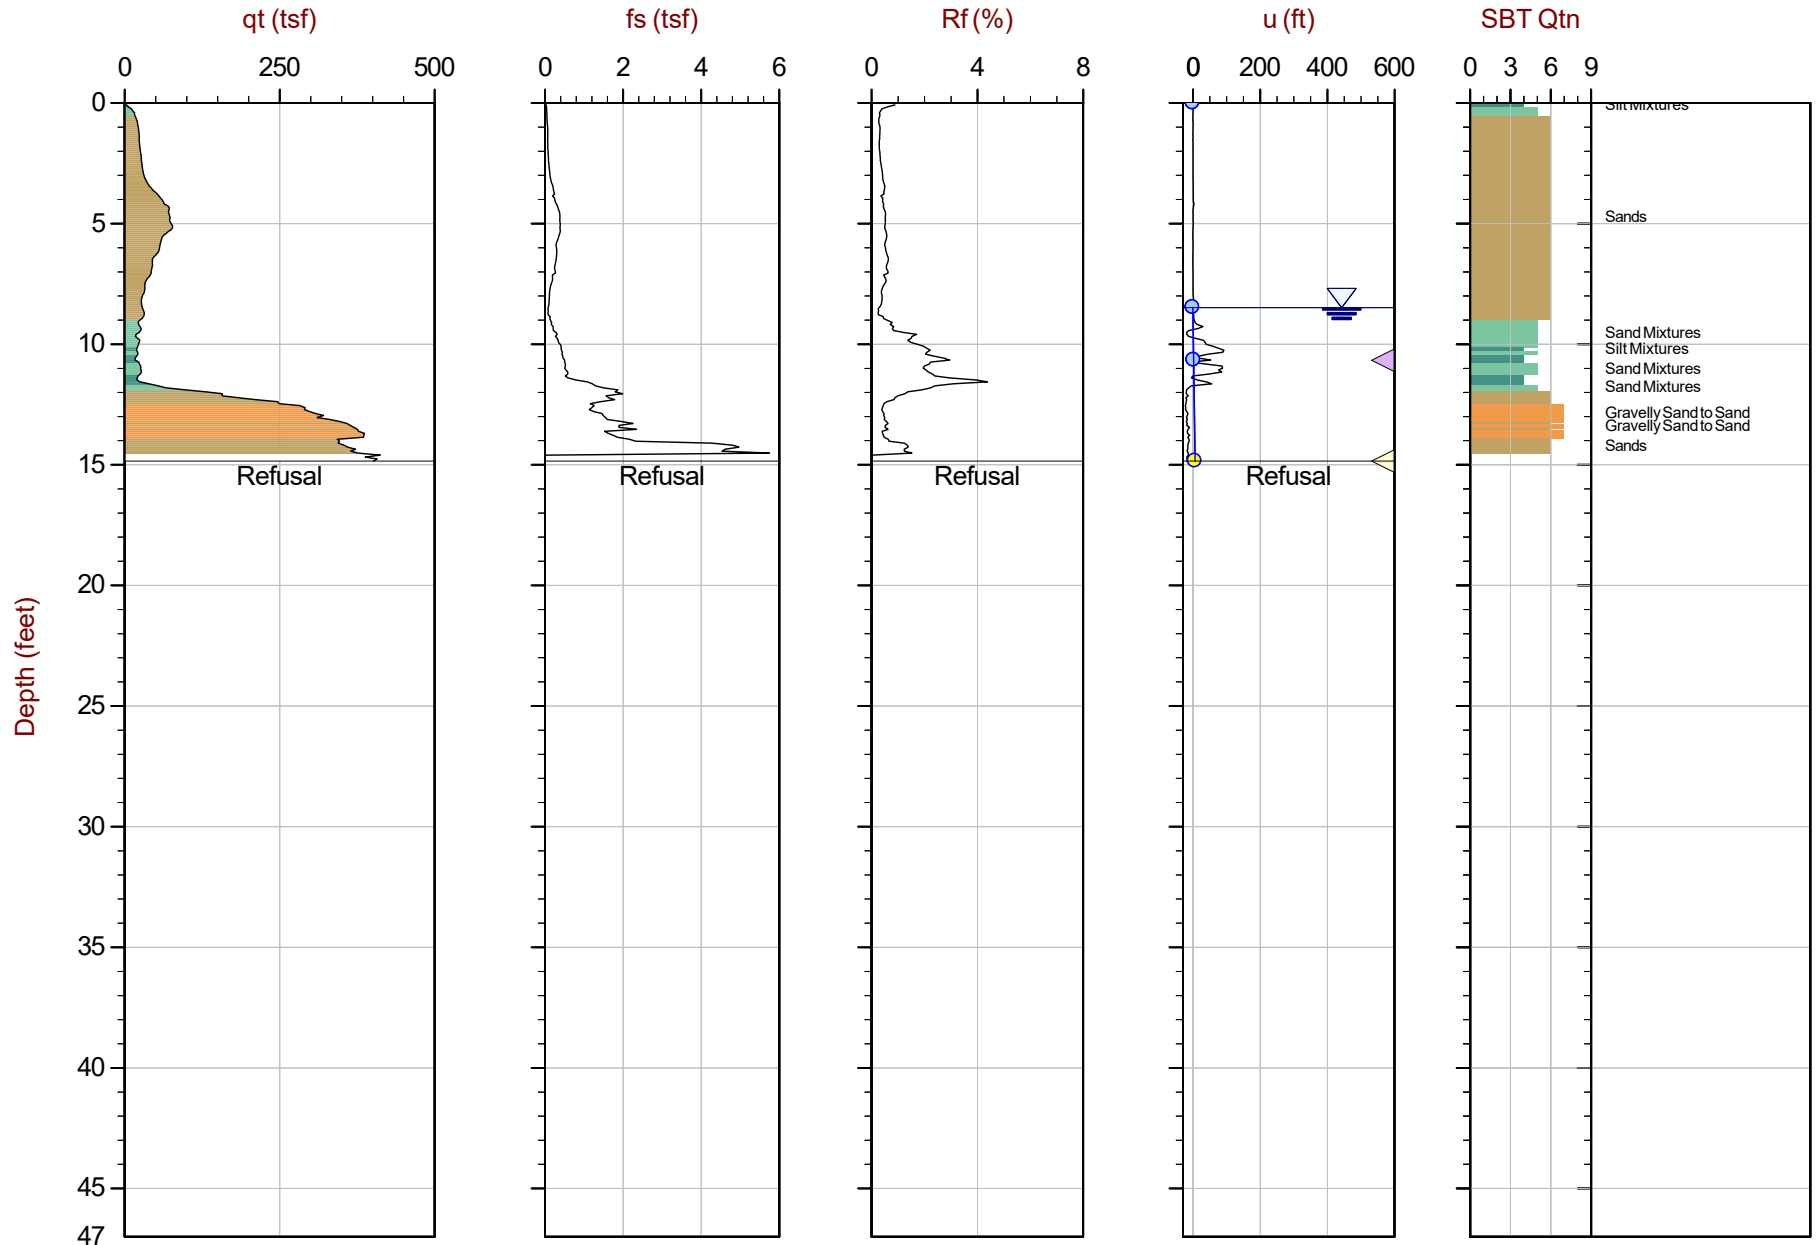 qt (tsf) fs (tsf) Rf (%) u (ft) SBT Qtn
0 250 500 0 2 4 6 0 4 8 0 200 400 600 0 3 6 9
0
Silt Mixtures
5
Sands
10
Sand Mixtures
Silt Mixtures
Sand Mixtures
Sand Mixtures
Gravelly Sand to Sand
Gravelly Sand to Sand
Sands
15
Refusal Refusal Refusal Refusal
20
25
30
35
40
45
47
Depth (feet)